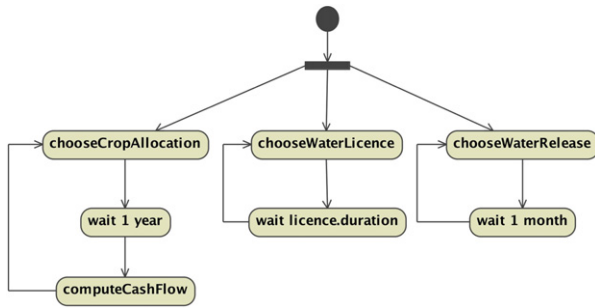 chooseCropAllocation
chooseWaterLicence
chooseWaterRelease
wait 1 year
wait licence.duration
wait 1 month
computeCashFlow